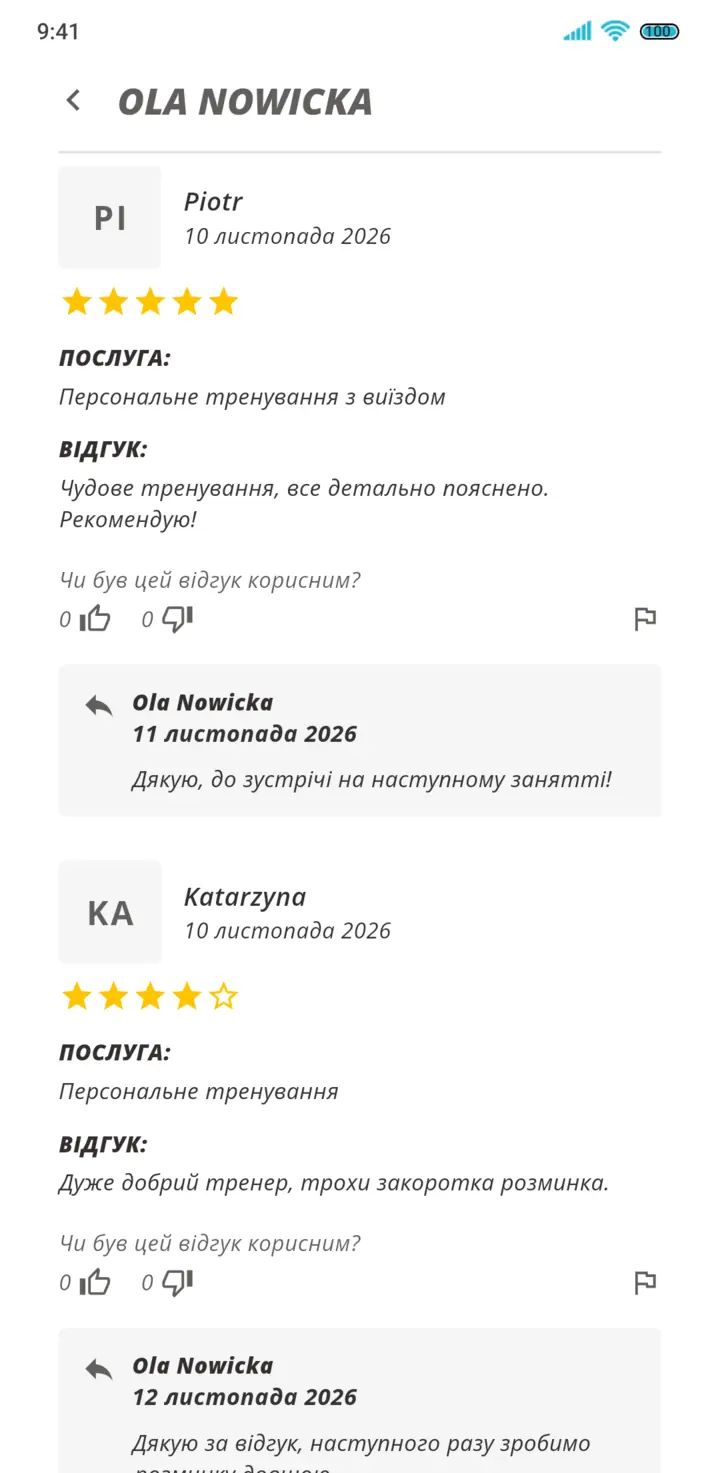 9:41
100
OLA NOWICKA
PI
Piotr
10 листопада 2026
ПОСЛУГА:
Персональне тренування з виїздом
ВІДГУК:
Чудове тренування, все детально пояснено.
Рекомендую!
Чи був цей відгук корисним?
0 0
Ola Nowicka
11 листопада 2026
Дякую, до зустрічі на наступному занятті!
KA
Katarzyna
10 листопада 2026
ПОСЛУГА:
Персональне тренування
ВІДГУК:
Дуже добрий тренер, трохи закоротка розминка.
Чи був цей відгук корисним?
0 0
Ola Nowicka
12 листопада 2026
Дякую за відгук, наступного разу зробимо